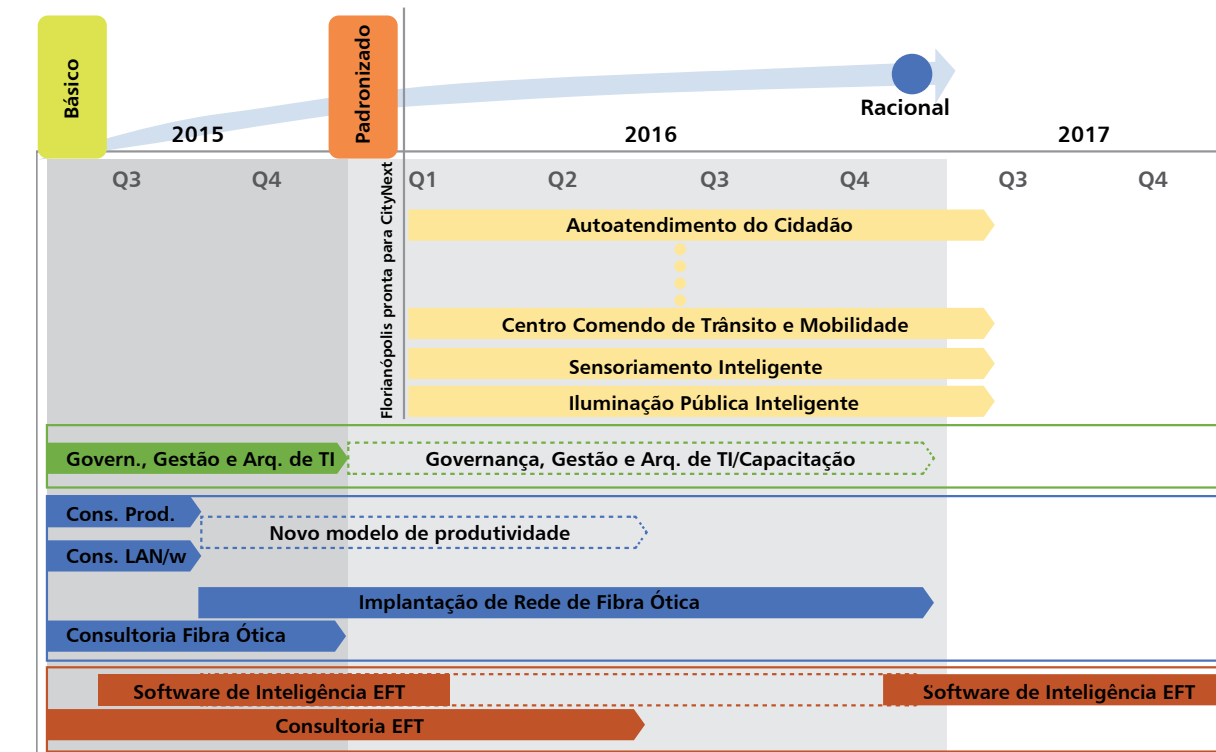 Básico
Padronizado
Racional
2015
2016
2017
Q3
Q4
Q1
Q2
Q3
Q4
Q3
Q4
Florianópolis pronta para CityNext
Autoatendimento do Cidadão
Centro Comendo de Trânsito e Mobilidade
Sensoriamento Inteligente
Iluminação Pública Inteligente
Govern., Gestão e Arq. de TI
Governança, Gestão e Arq. de TI/Capacitação
Cons. Prod.
Novo modelo de produtividade
Cons. LAN/w
Implantação de Rede de Fibra Ótica
Consultoria Fibra Ótica
Software de Inteligência EFT
Software de Inteligência EFT
Consultoria EFT